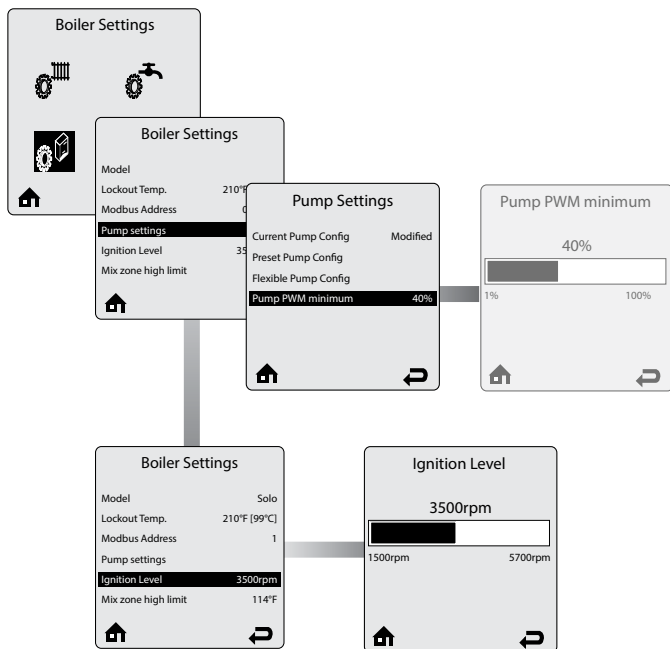 Boiler Settings
Boiler Settings
Model
Lockout Temp. 210°F
Modbus Address
Pump settings
Ignition Level 35
Mix zone high limit
Pump Settings
Current Pump Config Modified
Preset Pump Config
Flexible Pump Config
Pump PWM minimum 40%
Pump PWM minimum
40%
1% 100%
Boiler Settings
Model Solo
Lockout Temp. 210°F [99°C]
Modbus Address 1
Pump settings
Ignition Level 3500rpm
Mix zone high limit 114°F
Ignition Level
3500rpm
1500rpm 5700rpm